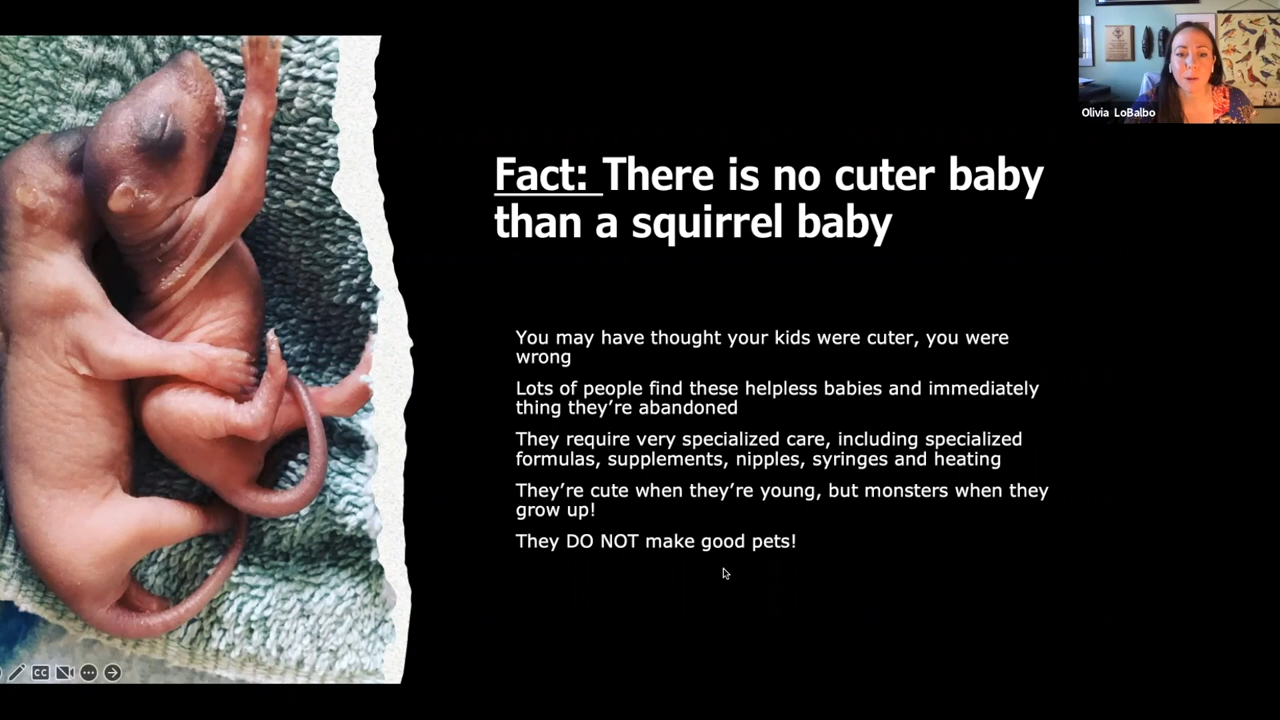 Olivia LoBalbo
Fact: There is no cuter baby
than a squirrel baby
You may have thought your kids were cuter, you were
wrong
Lots of people find these helpless babies and immediately
thing they're abandoned
They require very specialized care, including specialized
formulas, supplements, nipples, syringes and heating
They're cute when they're young, but monsters when they
grow up!
They DO NOT make good pets!
CC